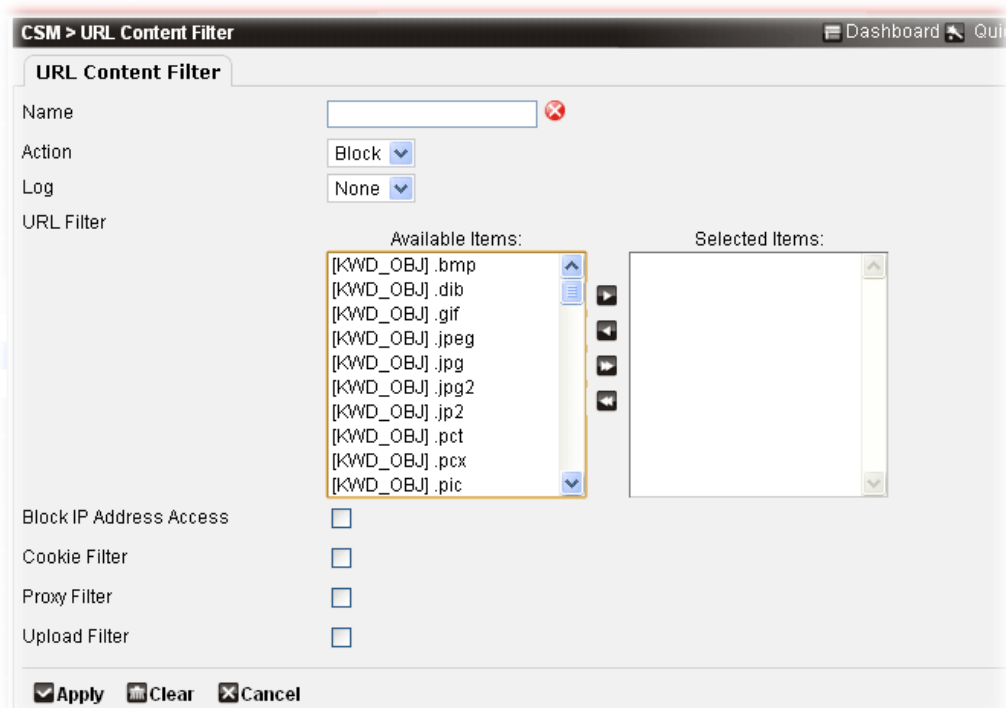 CSM > URL Content Filter Dashboard Qui
URL Content Filter
Name
Action Block
Log None
URL Filter
Available Items: Selected Items:
[KWD_OBJ] .bmp
[KWD_OBJ] .dib
[KWD_OBJ] .gif
[KWD_OBJ] .jpeg
[KWD_OBJ] .jpg
[KWD_OBJ] .jpg2
[KWD_OBJ] .jp2
[KWD_OBJ] .pct
[KWD_OBJ] .pcx
[KWD_OBJ] .pic
Block IP Address Access
Cookie Filter
Proxy Filter
Upload Filter
Apply Clear Cancel